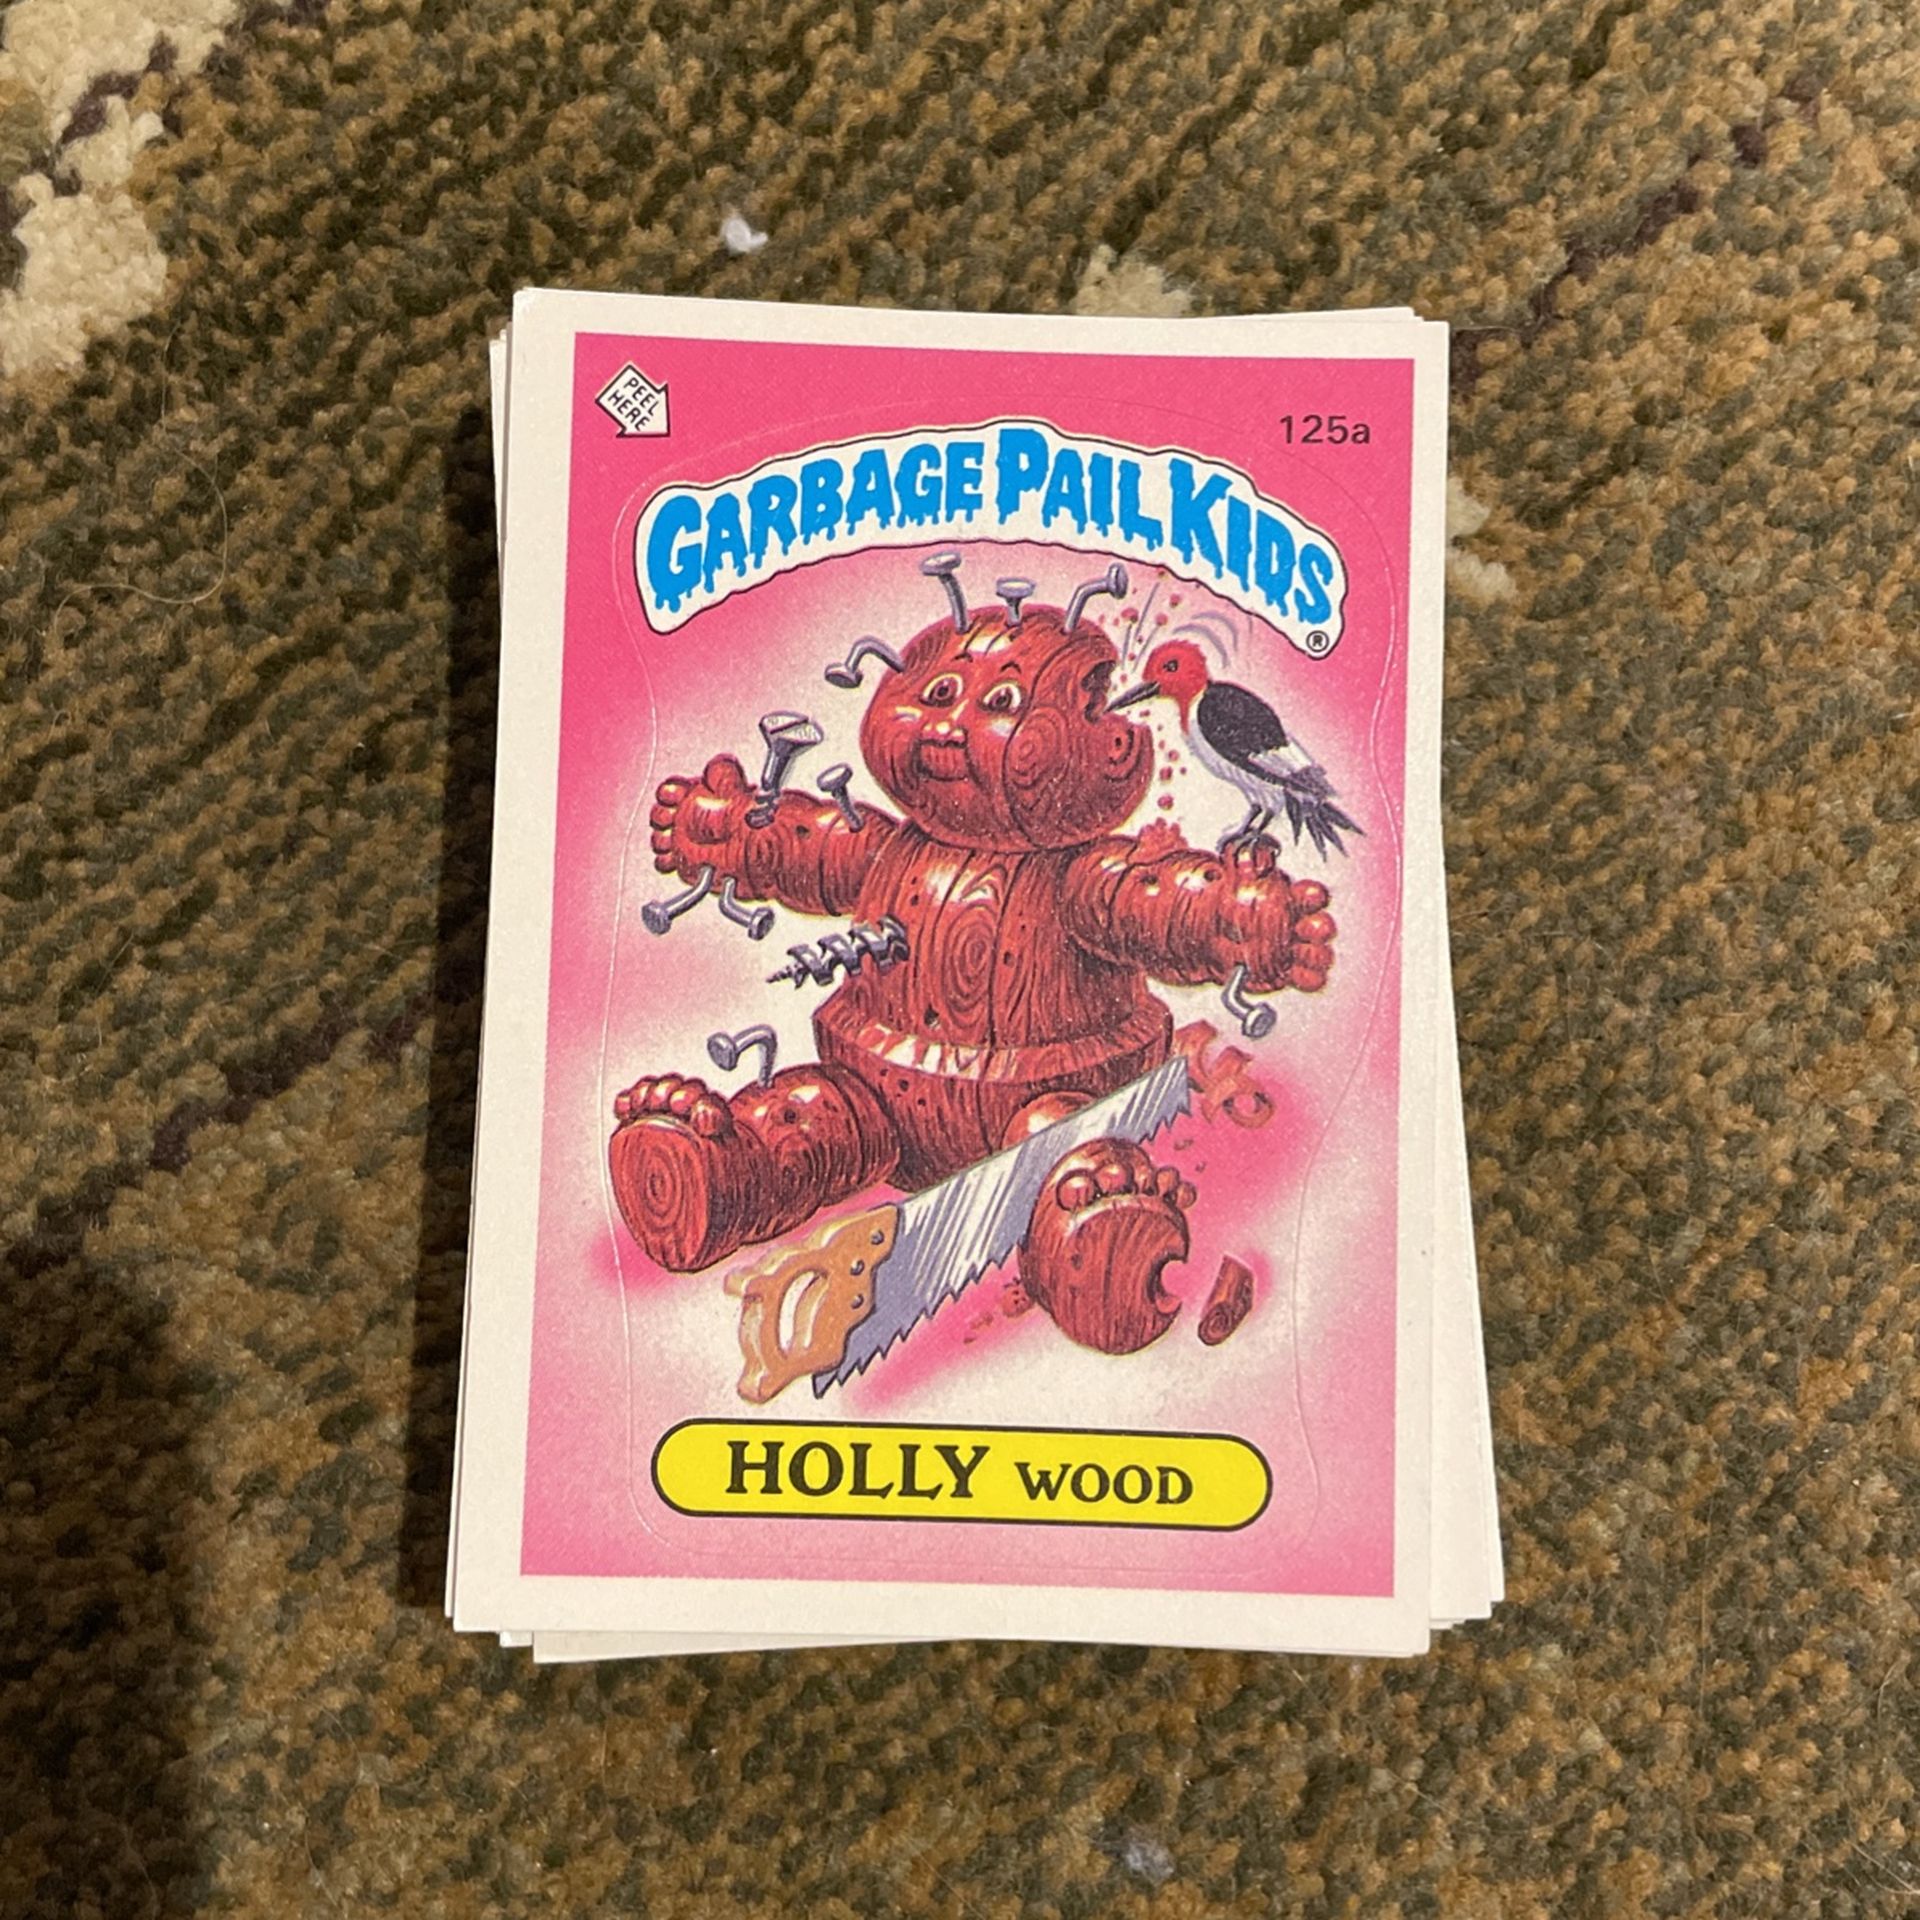 PEEL
HERE
125a
GARBAGE PAIL KIDS
®
HOLLY WOOD